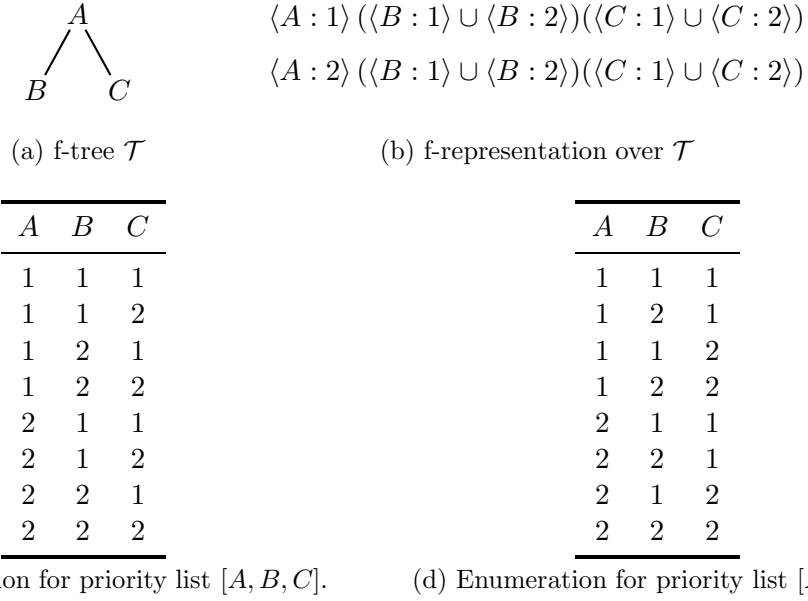 A
B C
(a) f-tree 𝒯
⟨A : 1⟩ (⟨B : 1⟩ ∪ ⟨B : 2⟩)(⟨C : 1⟩ ∪ ⟨C : 2⟩)
⟨A : 2⟩ (⟨B : 1⟩ ∪ ⟨B : 2⟩)(⟨C : 1⟩ ∪ ⟨C : 2⟩)
(b) f-representation over 𝒯
A B C
1 1 1
1 1 2
1 2 1
1 2 2
2 1 1
2 1 2
2 2 1
2 2 2
for priority list [A, B, C].
A B C
1 1 1
1 2 1
1 1 2
1 2 2
2 1 1
2 2 1
2 1 2
2 2 2
(d) Enumeration for priority list [